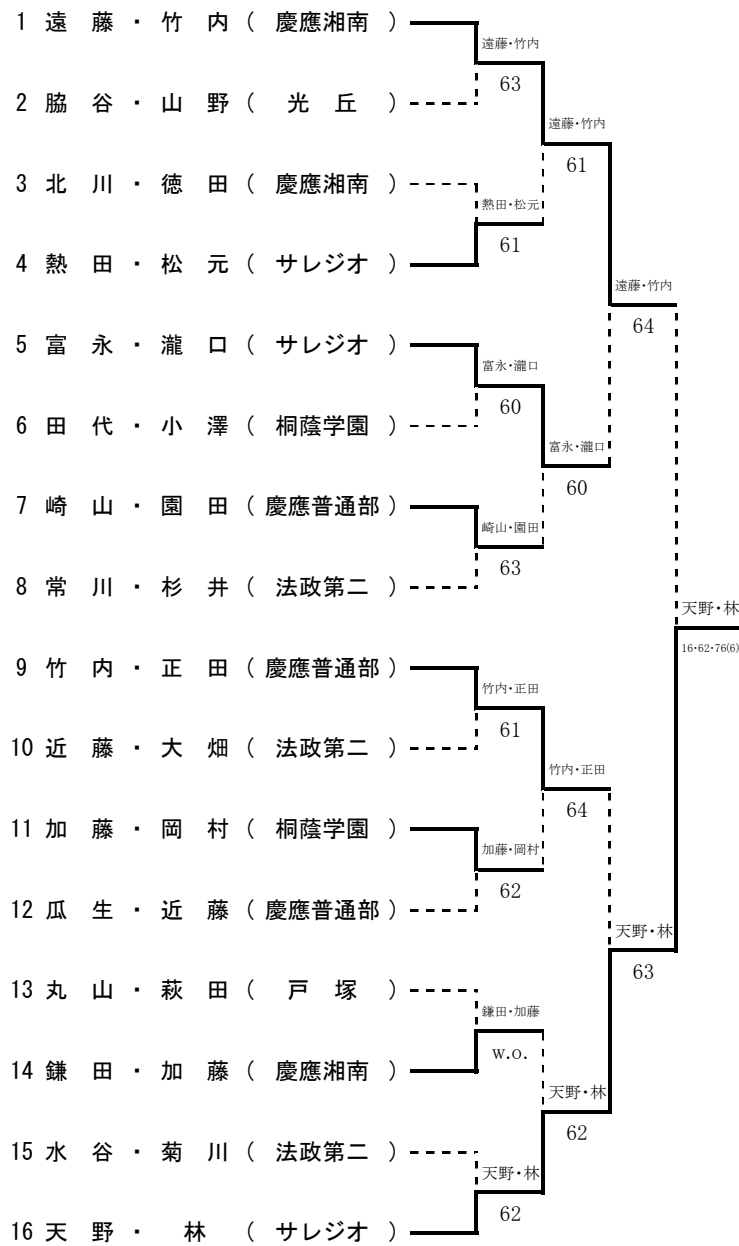 1 遠 藤 ・ 竹 内 ( 慶應湘南 )
遠藤・竹内
63
2 脇 谷 ・ 山 野 ( 光 丘 )
遠藤・竹内
61
3 北 川 ・ 徳 田 ( 慶應湘南 )
熱田・松元
61
4 熱 田 ・ 松 元 ( サレジオ )
遠藤・竹内
64
5 富 永 ・ 瀧 口 ( サレジオ )
富永・瀧口
60
6 田 代 ・ 小 澤 ( 桐蔭学園 )
富永・瀧口
60
7 崎 山 ・ 園 田 ( 慶應普通部 )
崎山・園田
63
8 常 川 ・ 杉 井 ( 法政第二 )
天野・林
16・62・76(6)
9 竹 内 ・ 正 田 ( 慶應普通部 )
竹内・正田
61
10 近 藤 ・ 大 畑 ( 法政第二 )
竹内・正田
64
11 加 藤 ・ 岡 村 ( 桐蔭学園 )
加藤・岡村
62
12 瓜 生 ・ 近 藤 ( 慶應普通部 )
天野・林
63
13 丸 山 ・ 萩 田 ( 戸 塚 )
鎌田・加藤
w.o.
14 鎌 田 ・ 加 藤 ( 慶應湘南 )
天野・林
62
15 水 谷 ・ 菊 川 ( 法政第二 )
天野・林
62
16 天 野 ・ 林 ( サレジオ )